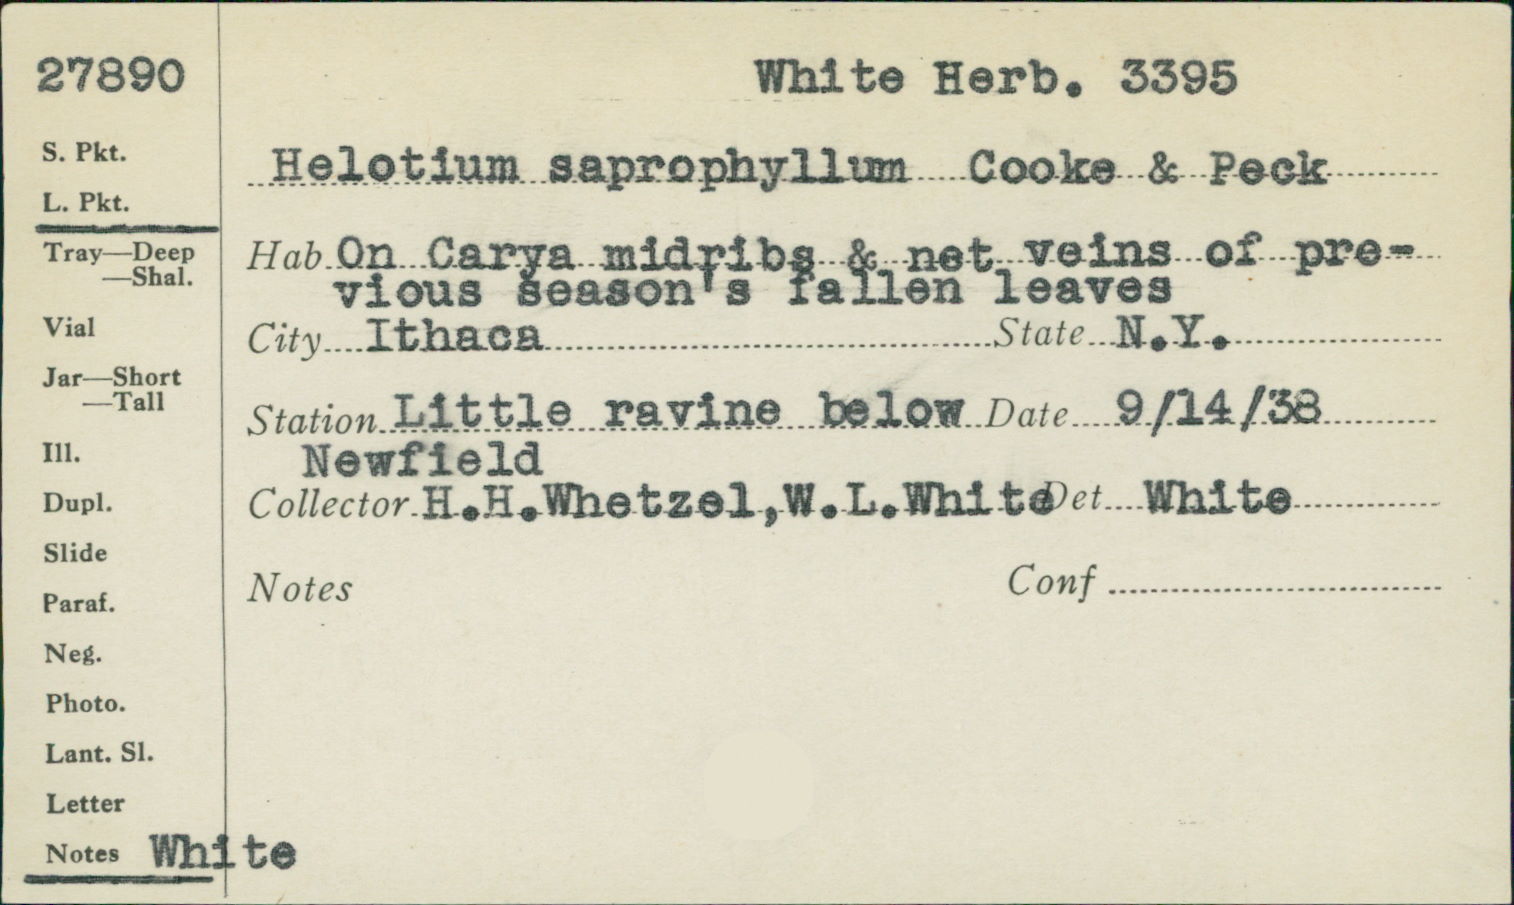 27890
White Herb. 3395
S. Pkt.
L. Pkt.
Tray—Deep
—Shal.
Vial
Jar—Short
—Tall
Ill.
Dupl.
Slide
Paraf.
Neg.
Photo.
Lant. Sl.
Letter
Notes White
Helotium saprophyllum Cooke & Peck
Hab On Carya midribs & net veins of pre-
vious season's fallen leaves
City Ithaca State N.Y.
Station Little ravine below Date 9/14/38
Newfield
Collector H.H.Whetzel,W.L.White Det White
Notes Conf